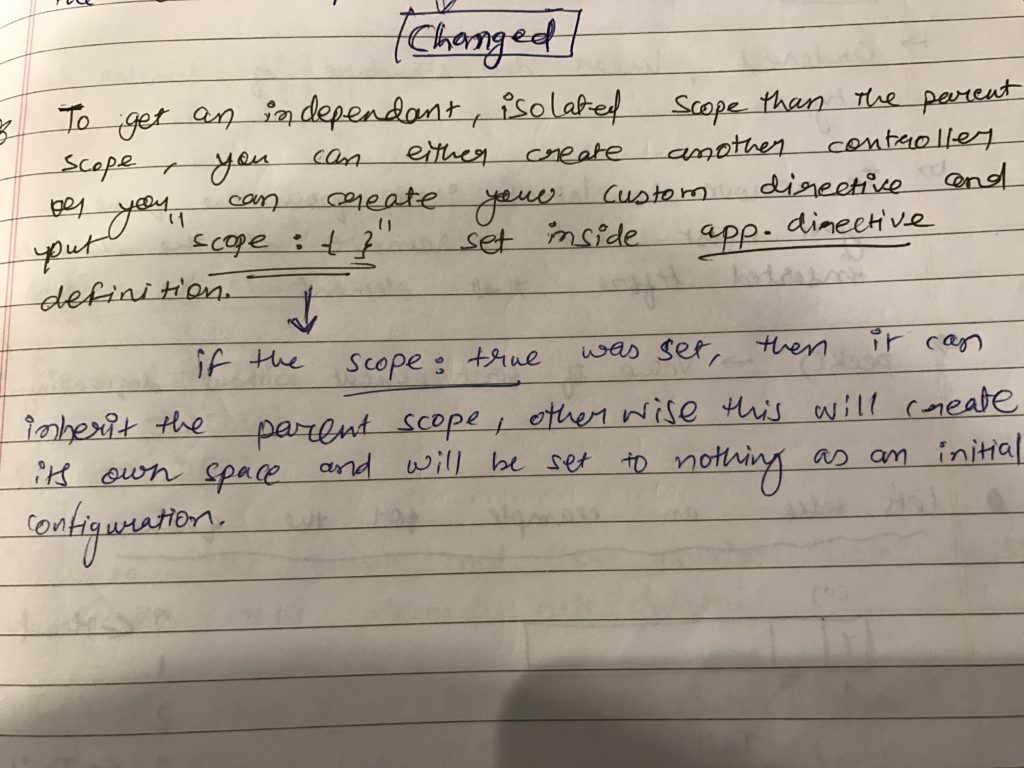 Changed
To get an independant, isolated scope than the parent
scope, you can either create another controller
or you can create your custom directive and
put "scope : { }" set inside app.directive
definition.
if the scope: true was set, then it can
inherit the parent scope, otherwise this will create
its own space and will be set to nothing as an initial
configuration.